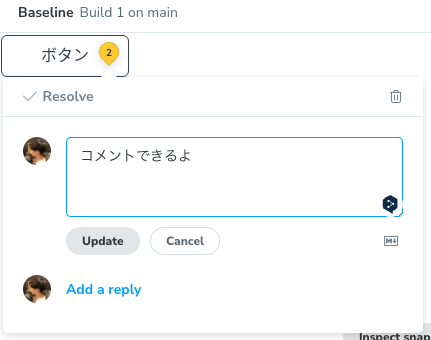 Baseline Build 1 on main
ボタン 2
Resolve
コメントできるよ
Update Cancel
Add a reply
Inspect snap